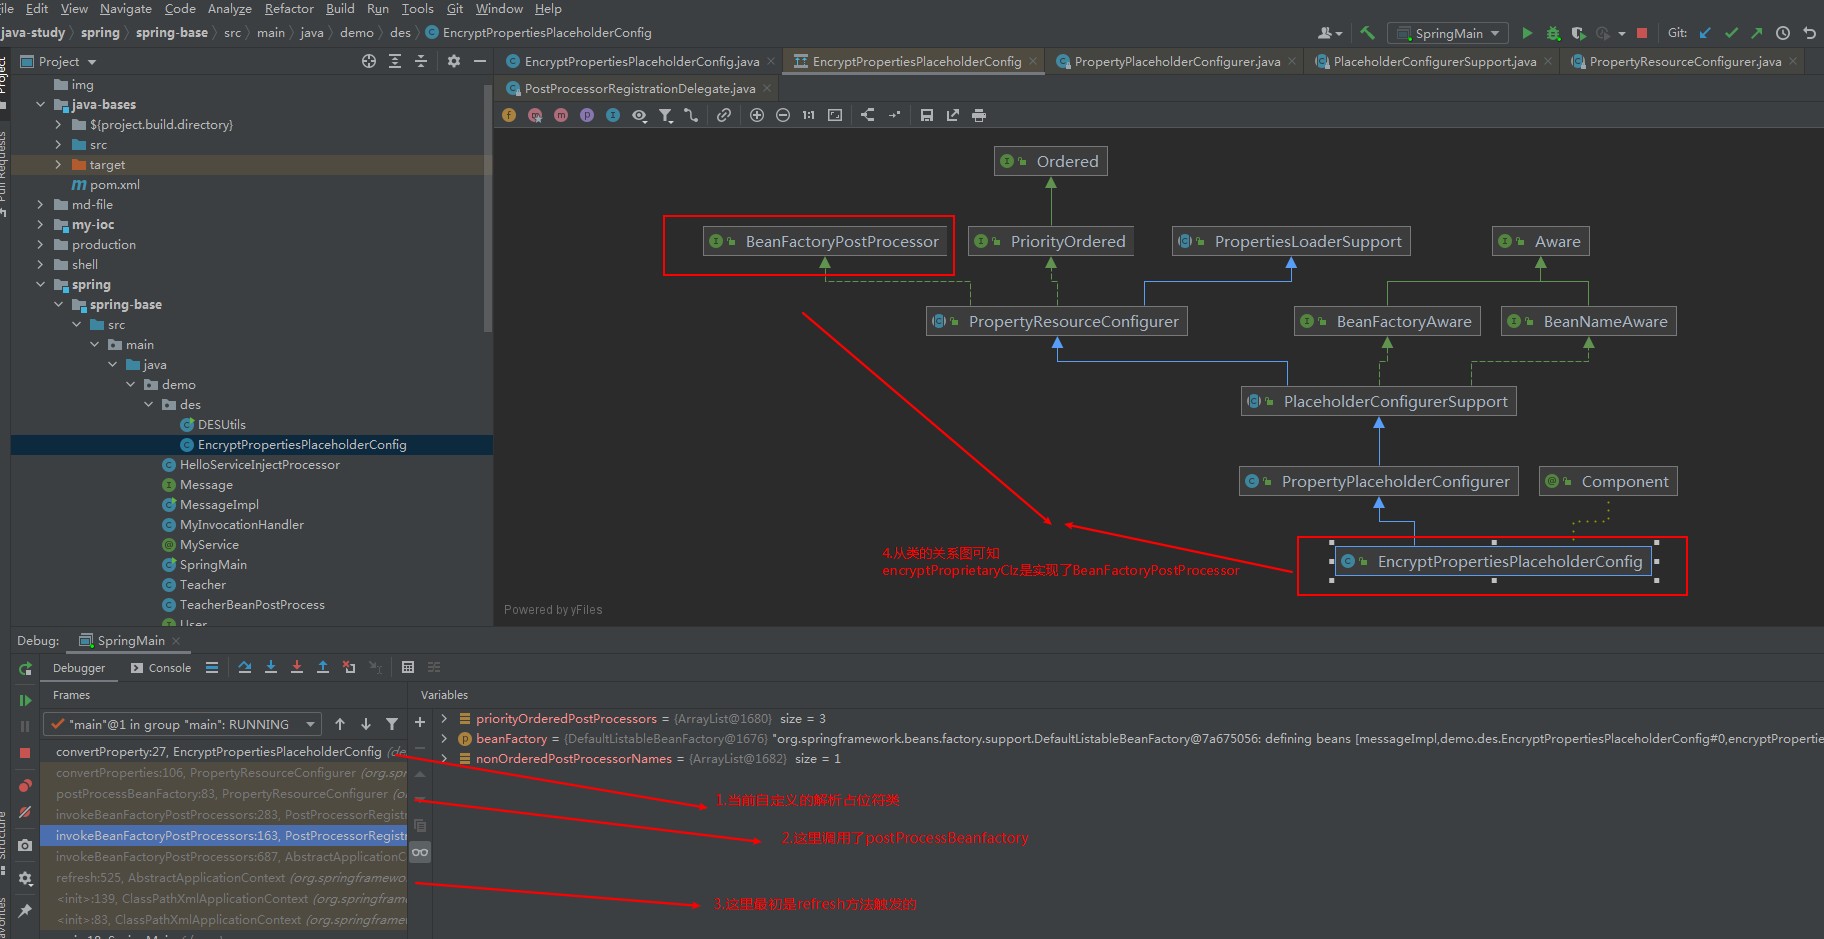 ile Edit View Navigate Code Analyze Refactor Build Run Tools Git Window Help
java-study spring spring-base src main java demo des EncryptPropertiesPlaceholderConfig
SpringMain
Git:
Project
EncryptPropertiesPlaceholderConfig.java
EncryptPropertiesPlaceholderConfig
PropertyPlaceholderConfigurer.java
PlaceholderConfigurerSupport.java
PropertyResourceConfigurer.java
PostProcessorRegistrationDelegate.java
1:1
Project
Pull Requests
img
java-bases
${project.build.directory}
src
target
pom.xml
md-file
my-ioc
production
shell
spring
spring-base
src
main
java
demo
des
DESUtils
EncryptPropertiesPlaceholderConfig
HelloServiceInjectProcessor
Message
MessageImpl
MyInvocationHandler
MyService
SpringMain
Teacher
TeacherBeanPostProcess
User
Ordered
BeanFactoryPostProcessor
PriorityOrdered
PropertiesLoaderSupport
Aware
PropertyResourceConfigurer
BeanFactoryAware
BeanNameAware
PlaceholderConfigurerSupport
PropertyPlaceholderConfigurer
Component
EncryptPropertiesPlaceholderConfig
4.从类的关系图可知
encryptProprietaryClz是实现了BeanFactoryPostProcessor
Powered by yFiles
Debug: SpringMain
Debugger Console
Frames
Variables
"main"@1 in group "main": RUNNING
convertProperty:27, EncryptPropertiesPlaceholderConfig (de
convertProperties:106, PropertyResourceConfigurer (org.spr
postProcessBeanFactory:83, PropertyResourceConfigurer (o
invokeBeanFactoryPostProcessors:283, PostProcessorRegistr
invokeBeanFactoryPostProcessors:163, PostProcessorRegistr
invokeBeanFactoryPostProcessors:687, AbstractApplicationC
refresh:525, AbstractApplicationContext (org.springframewo
<init>:139, ClassPathXmlApplicationContext (org.springfram
<init>:83, ClassPathXmlApplicationContext (org.springframe
priorityOrderedPostProcessors = {ArrayList@1680} size = 3
beanFactory = {DefaultListableBeanFactory@1676} "org.springframework.beans.factory.support.DefaultListableBeanFactory@7a675056: defining beans [messageImpl,demo.des.EncryptPropertiesPlaceholderConfig#0,encryptPropertie
nonOrderedPostProcessorNames = {ArrayList@1682} size = 1
1.当前自定义的解析占位符类
2.这里调用了postProcessBeanfactory
3.这里最初是refresh方法触发的
Structure